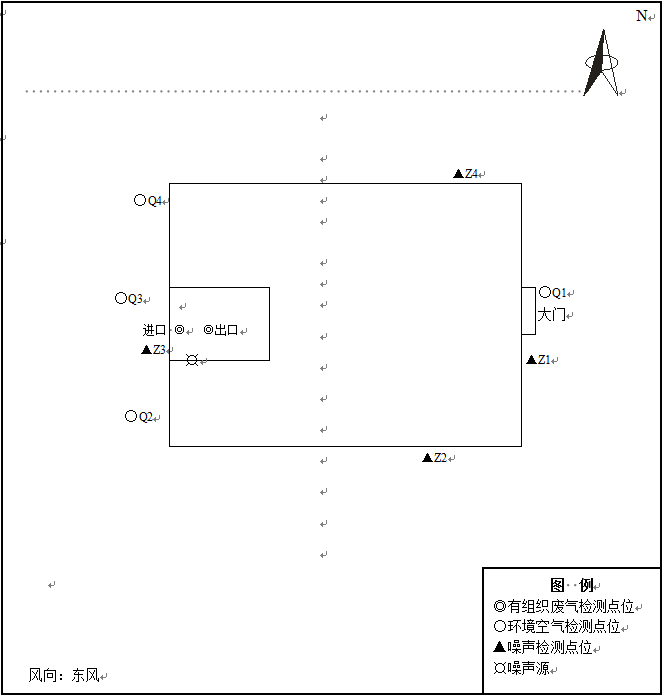 N
Z4
Q4
Q3
Q1
大门
进口
出口
Z3
Z1
Q2
Z2
图 例
有组织废气检测点位
环境空气检测点位
噪声检测点位
噪声源
风向：东风